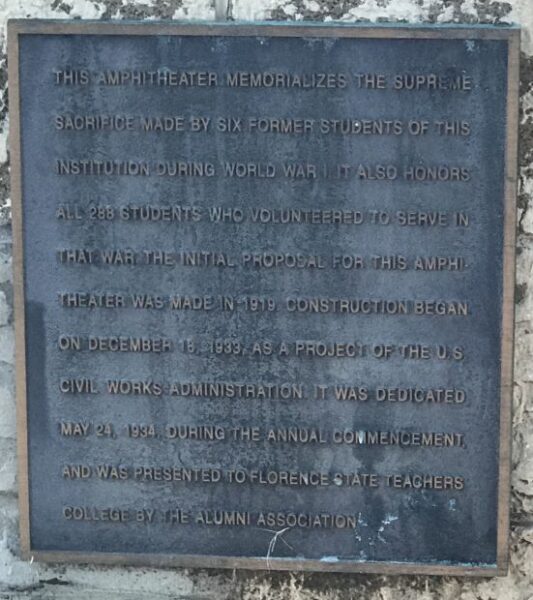 THIS AMPHITHEATER MEMORIALIZES THE SUPREME
SACRIFICE MADE BY SIX FORMER STUDENTS OF THIS
INSTITUTION DURING WORLD WAR I. IT ALSO HONORS
ALL 288 STUDENTS WHO VOLUNTEERED TO SERVE IN
THAT WAR. THE INITIAL PROPOSAL FOR THIS AMPHI-
THEATER WAS MADE IN 1919. CONSTRUCTION BEGAN
ON DECEMBER 18, 1933, AS A PROJECT OF THE U.S.
CIVIL WORKS ADMINISTRATION. IT WAS DEDICATED
MAY 24, 1934, DURING THE ANNUAL COMMENCEMENT,
AND WAS PRESENTED TO FLORENCE STATE TEACHERS
COLLEGE BY THE ALUMNI ASSOCIATION.